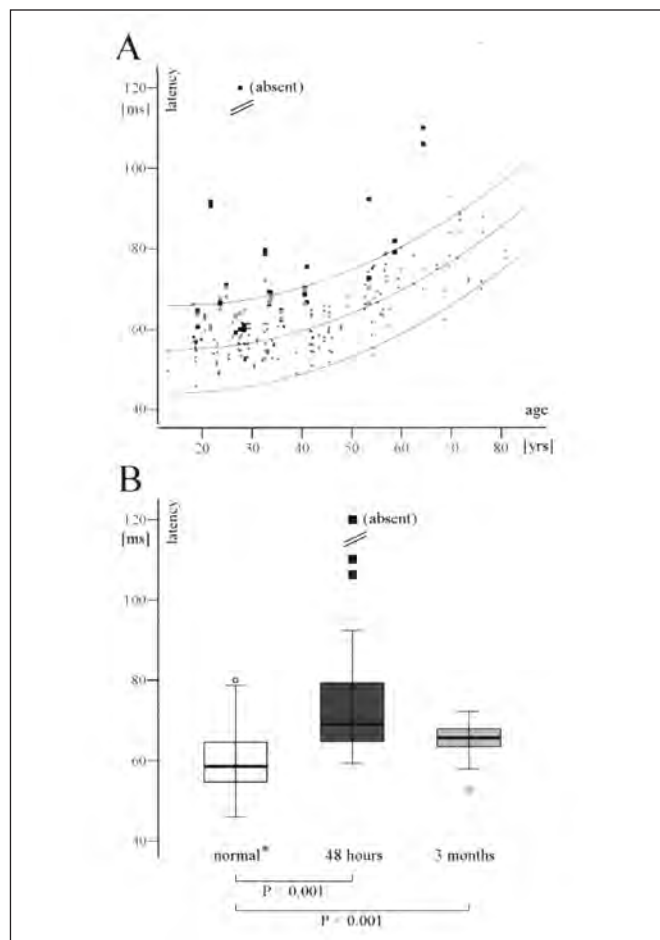 A
latency
[ms]
120
100
80
60
40
(absent)
age
[yrs]
20 30 40 50 60 70 80
B
latency
[ms]
120
100
80
60
40
(absent)
normal* 48 hours 3 months
P = 0,001
P = 0.001